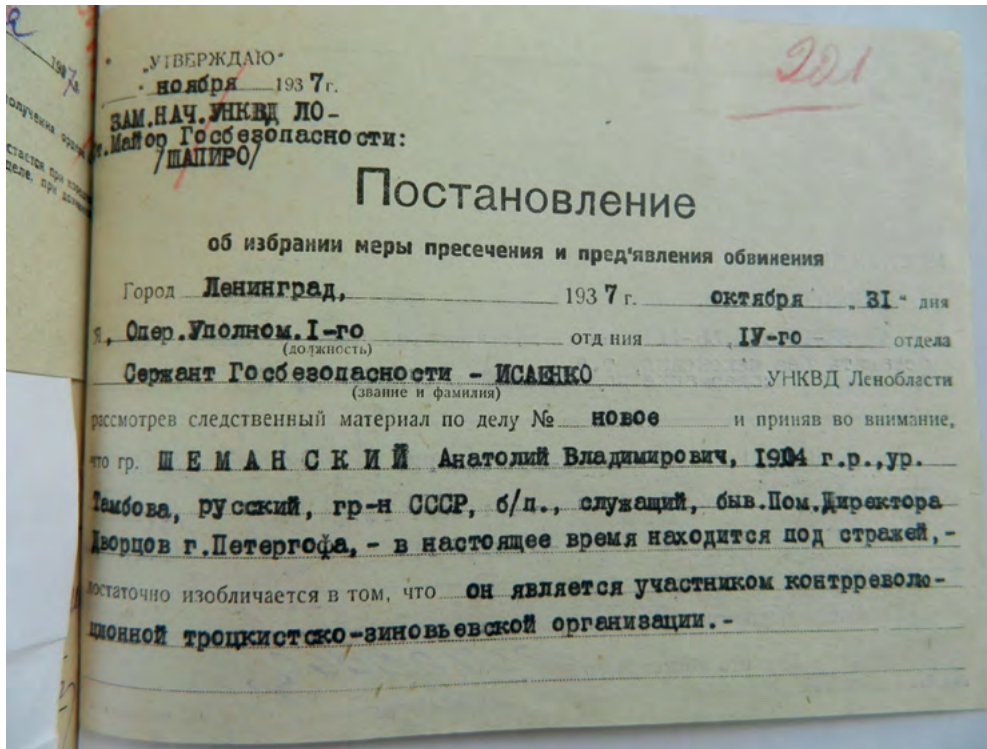 221
„УТВЕРЖДАЮ“
ноября 1937г.
ЗАМ.НАЧ.УНКВД ЛО-
т.Майор Госбезопасности:
/ШАПИРО/
Постановление
об избрании меры пресечения и пред'явления обвинения
Город Ленинград, 1937 г. октября „31“ дня
я, Опер.Уполном.I-го отд ния IУ-го отдела
(должность)
Сержант Госбезопасности - ИСАЕНКО УНКВД Ленобласти
(звание и фамилия)
рассмотрев следственный материал по делу № новое и приняв во внимание,
что гр. ШЕМАНСКИЙ Анатолий Владимирович, 1904 г.р.,ур.
Тамбова, русский, гр-н СССР, б/п., служащий, быв.Пом.Директора
Дворцов г.Петергофа,- в настоящее время находится под стражей,-
достаточно изобличается в том, что он является участником контрреволю-
ционной троцкистско-зиновьевской организации.-